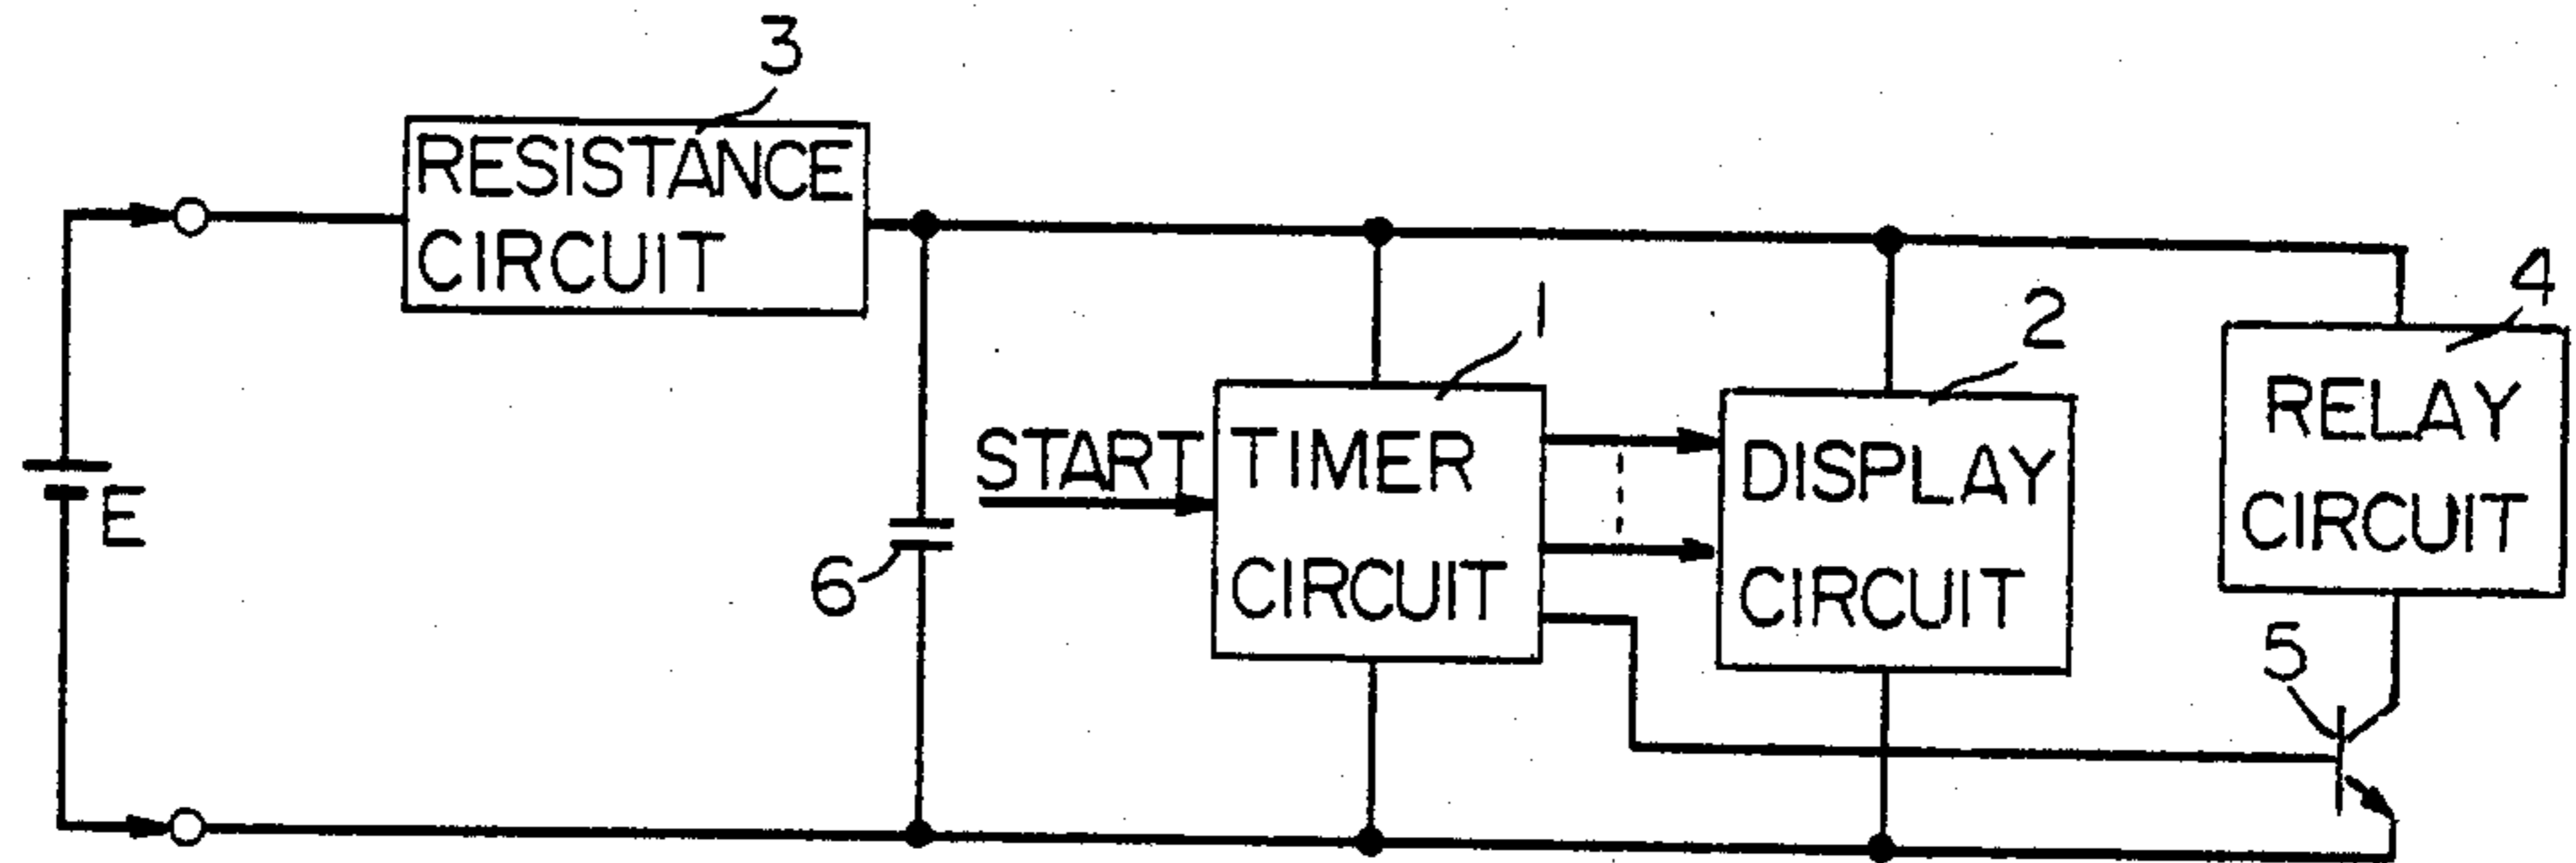 3
RESISTANCE
CIRCUIT
1
2
4
START
TIMER
CIRCUIT
DISPLAY
CIRCUIT
RELAY
CIRCUIT
E
6
5